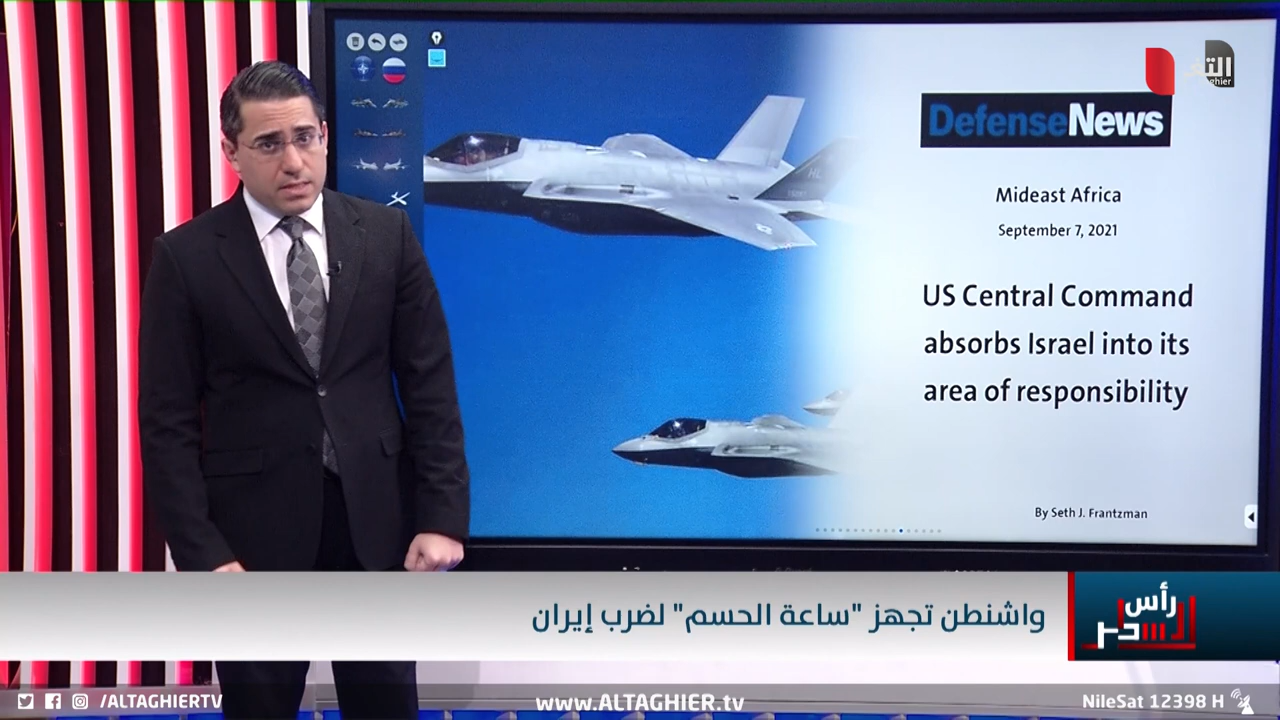 DefenseNews
Mideast Africa
September 7, 2021
US Central Command
absorbs Israel into its
area of responsibility
By Seth J. Frantzman
HL
واشنطن تجهز "ساعة الحسم" لضرب إيران
رأس
السطر
/ALTAGHIERTV
www.ALTAGHIER.tv
NileSat 12398 H